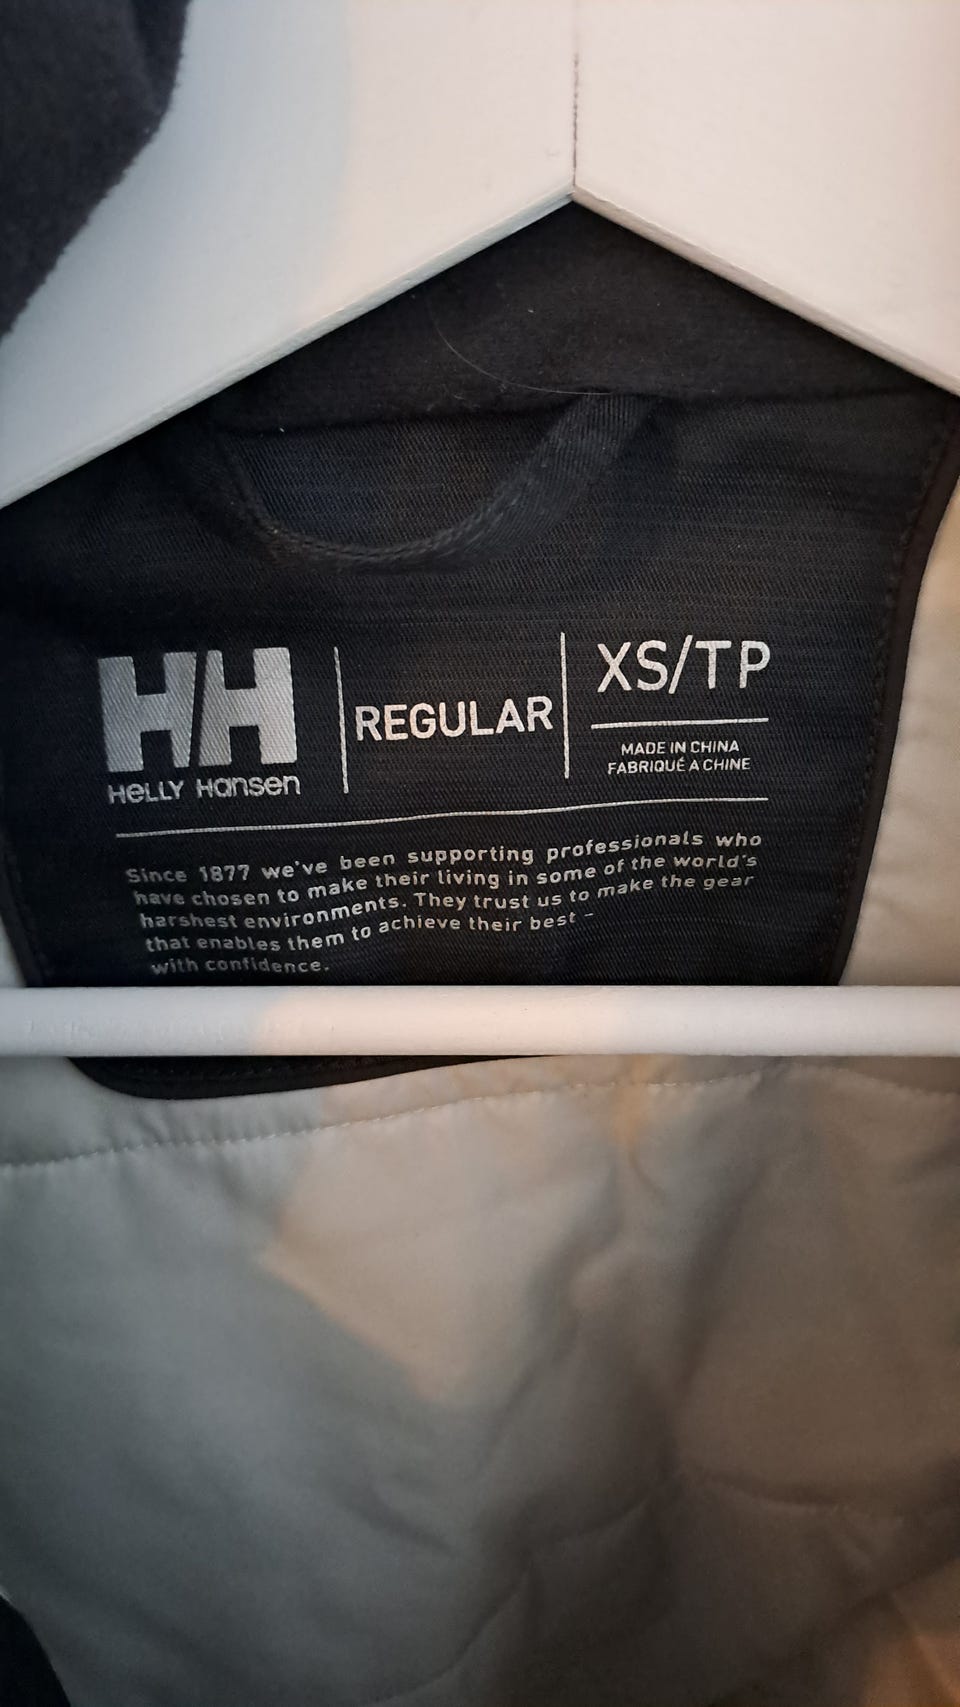 HH
HELLY HANSEN
REGULAR
XS/TP
MADE IN CHINA
FABRIQUÉ A CHINE
Since 1877 we've been supporting professionals who
have chosen to make their living in some of the world's
harshest environments. They trust us to make the gear
that enables them to achieve their best –
with confidence.